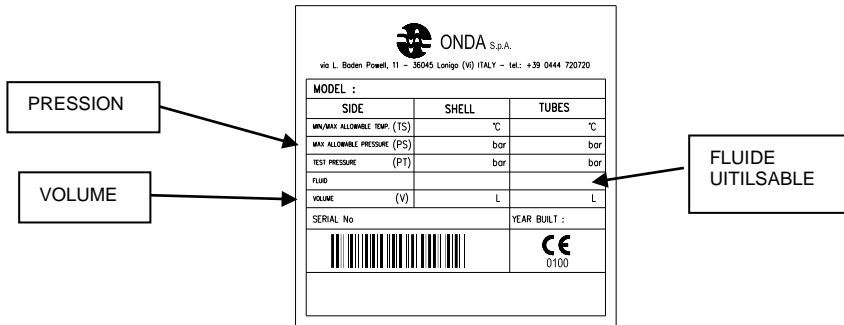 ONDA S.p.A.
via L. Baden Powell, 11 - 36045 Lonigo (Vi) ITALY - tel.: +39 0444 720720
MODEL :
SIDE SHELL TUBES
MIN/MAX ALLOWABLE TEMP. (TS) °C °C
MAX ALLOWABLE PRESSURE (PS) bar bar
TEST PRESSURE (PT) bar bar
FLUID
VOLUME (V) L L
SERIAL No YEAR BUILT :
CE
0100
PRESSION
VOLUME
FLUIDE
UITILSABLE